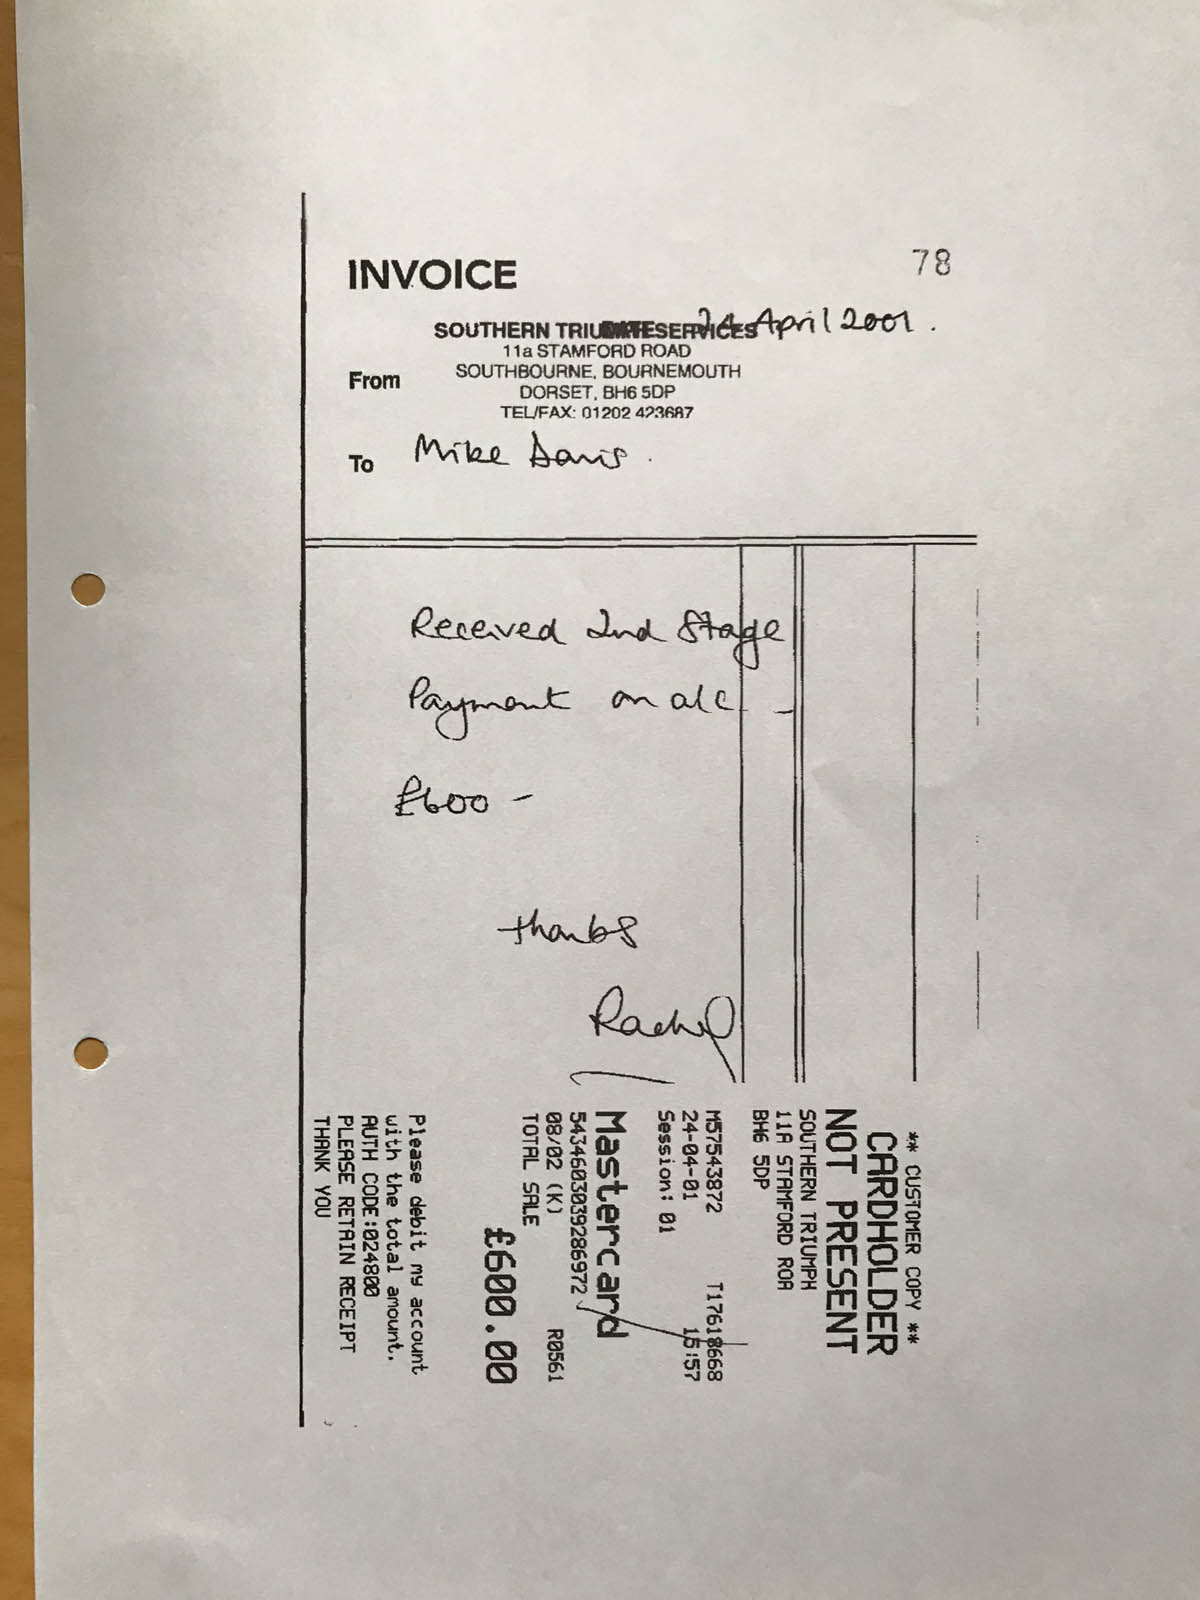 78
INVOICE
DATE 24 April 2001.
SOUTHERN TRIUMPH SERVICES
11a STAMFORD ROAD
SOUTHBOURNE, BOURNEMOUTH
DORSET, BH6 5DP
TEL/FAX: 01202 423687
From
To Mike Davis.
Received 2nd Stage
Payment on a/c -
£600 -
thanks
Rachel
** CUSTOMER COPY **
CARDHOLDER
NOT PRESENT
SOUTHERN TRIUMPH
11A STAMFORD ROA
BH6 5DP
M57543872 T17618668
24-04-01 15:57
Session: 01
Mastercard
5434603039286972
08/02 (K) R0561
TOTAL SALE
£600.00
Please debit my account
with the total amount.
AUTH CODE:024800
PLEASE RETAIN RECEIPT
THANK YOU